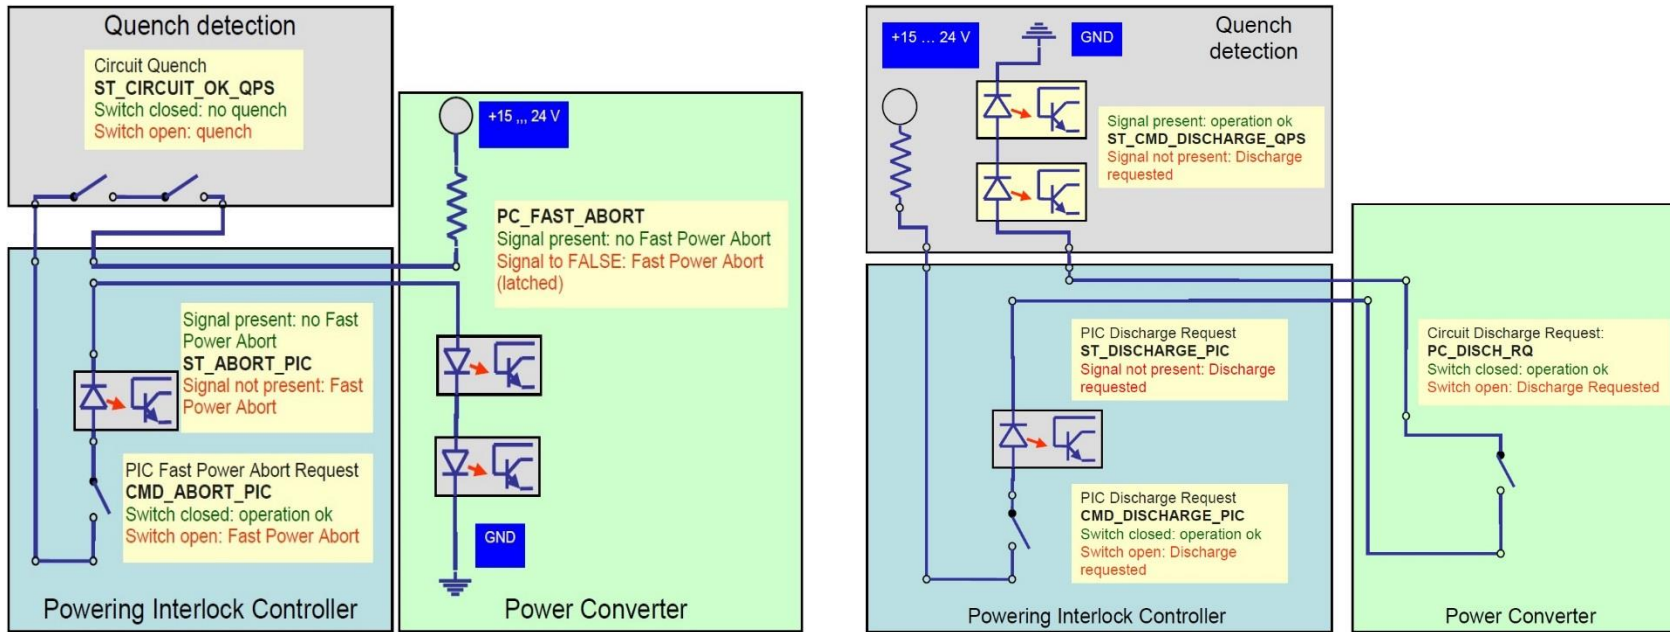 Quench detection
Circuit Quench
ST_CIRCUIT_OK_QPS
Switch closed: no quench
Switch open: quench
+15 ,,, 24 V
PC_FAST_ABORT
Signal present: no Fast Power Abort
Signal to FALSE: Fast Power Abort
(latched)
Signal present: no Fast
Power Abort
ST_ABORT_PIC
Signal not present: Fast
Power Abort
PIC Fast Power Abort Request
CMD_ABORT_PIC
Switch closed: operation ok
Switch open: Fast Power Abort
GND
Powering Interlock Controller
Power Converter
+15 ... 24 V
GND
Quench
detection
Signal present: operation ok
ST_CMD_DISCHARGE_QPS
Signal not present: Discharge
requested
PIC Discharge Request
ST_DISCHARGE_PIC
Signal not present: Discharge
requested
Circuit Discharge Request:
PC_DISCH_RQ
Switch closed: operation ok
Switch open: Discharge Requested
PIC Discharge Request
CMD_DISCHARGE_PIC
Switch closed: operation ok
Switch open: Discharge
requested
Powering Interlock Controller
Power Converter